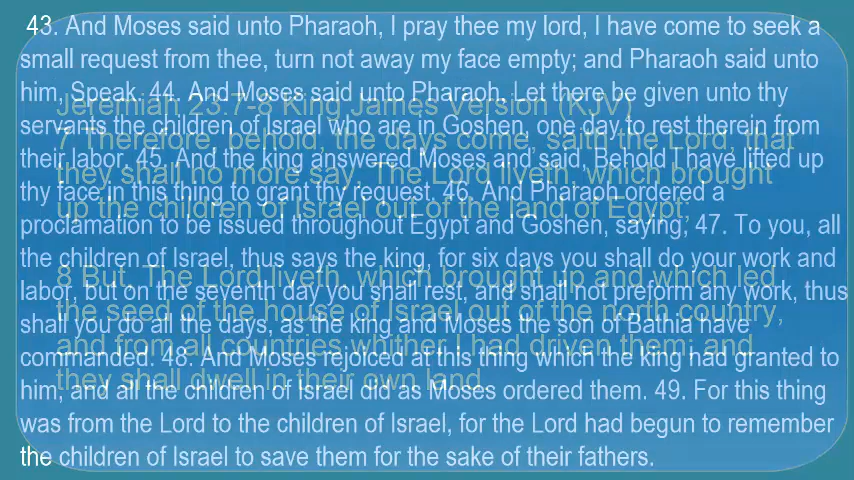 43. And Moses said unto Pharaoh, I pray thee my lord, I have come to seek a
small request from thee, turn not away my face empty; and Pharaoh said unto
him, Speak. 44. And Moses said unto Pharaoh, Let there be given unto thy
servants the children of Israel who are in Goshen, one day to rest therein from
their labor. 45. And the king answered Moses and said, Behold I have lifted up
thy face in this thing to grant thy request. 46. And Pharaoh ordered a
proclamation to be issued throughout Egypt and Goshen, saying; 47. To you, all
the children of Israel, thus says the king, for six days you shall do your work and
labor, but on the seventh day you shall rest, and shall not preform any work, thus
shall you do all the days, as the king and Moses the son of Bathia have
commanded. 48. And Moses rejoiced at this thing which the king had granted to
him, and all the children of Israel did as Moses ordered them. 49. For this thing
was from the Lord to the children of Israel, for the Lord had begun to remember
the children of Israel to save them for the sake of their fathers.
Jeremiah 23:7-8 King James Version (KJV)
7 Therefore, behold, the days come, saith the Lord, that
they shall no more say, The Lord liveth, which brought
up the children of Israel out of the land of Egypt;
8 But, The Lord liveth, which brought up and which led
the seed of the house of Israel out of the north country,
and from all countries whither I had driven them; and
they shall dwell in their own land.